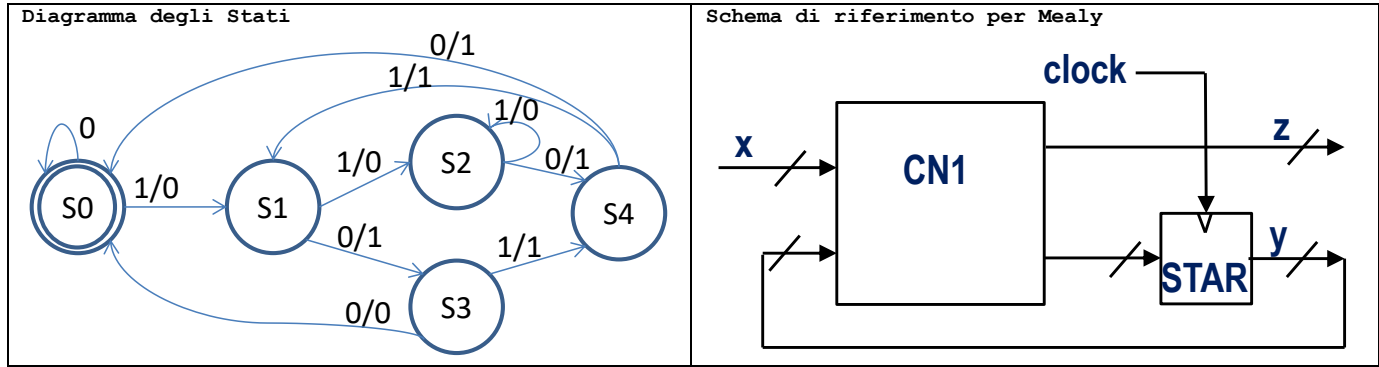 Diagramma degli Stati
0/1
1/1
0
1/0
1/0
1/0
0/1
S0
S1
S2
S4
0/1
1/1
S3
0/0
Schema di riferimento per Mealy
clock
x
z
CN1
y
STAR